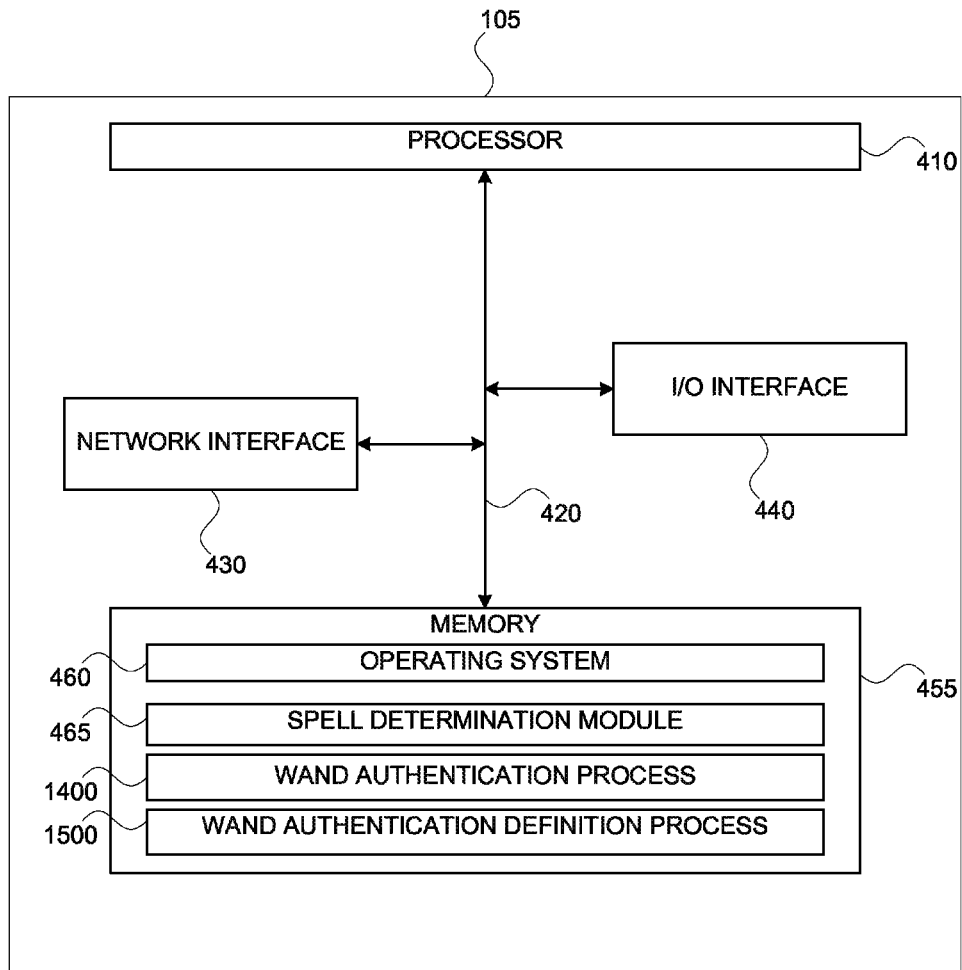 105
PROCESSOR
410
I/O INTERFACE
NETWORK INTERFACE
420
440
430
MEMORY
OPERATING SYSTEM
460
455
SPELL DETERMINATION MODULE
465
WAND AUTHENTICATION PROCESS
1400
WAND AUTHENTICATION DEFINITION PROCESS
1500